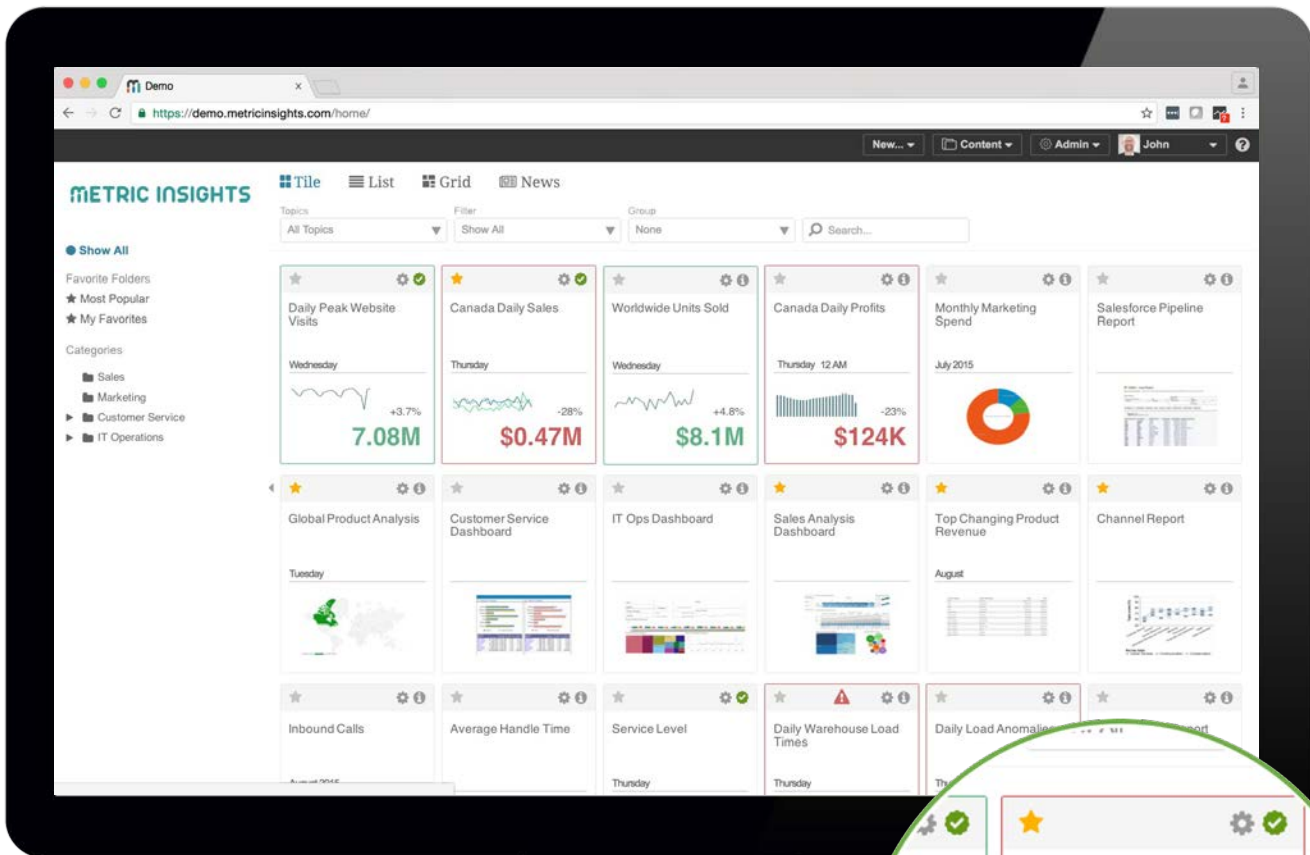 Demo
https://demo.metricinsights.com/home/
New...
Content
Admin
John
METRIC INSIGHTS
Tile
List
Grid
News
Topics
Filter
Group
All Topics
Show All
None
Search...
Show All
Favorite Folders
Most Popular
My Favorites
Categories
Sales
Marketing
Customer Service
IT Operations
Daily Peak Website
Visits
Wednesday
+3.7%
7.08M
Canada Daily Sales
Thursday
-28%
$0.47M
Worldwide Units Sold
Wednesday
+4.8%
$8.1M
Canada Daily Profits
Thursday 12 AM
-23%
$124K
Monthly Marketing
Spend
July 2015
Salesforce Pipeline
Report
Global Product Analysis
Tuesday
Customer Service
Dashboard
IT Ops Dashboard
Sales Analysis
Dashboard
Top Changing Product
Revenue
August
Channel Report
Inbound Calls
August 2015
Average Handle Time
Service Level
Thursday
Daily Warehouse Load
Times
Thursday
Daily Load Anomalies